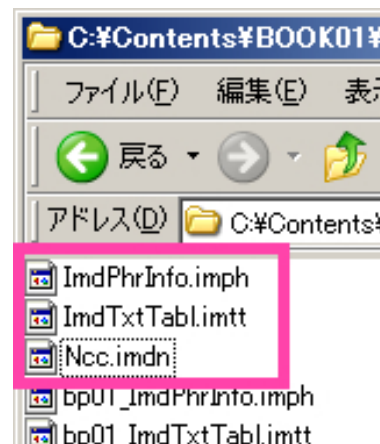 C:¥Contents¥BOOK01¥
ファイル(F) 編集(E) 表示
戻る
アドレス(D) C:¥Contents¥
ImdPhrInfo.imph
ImdTxtTabl.imtt
Ncc.imdn
bp01_ImdPhrInfo.imph
bp01_ImdTxtTabl.imtt